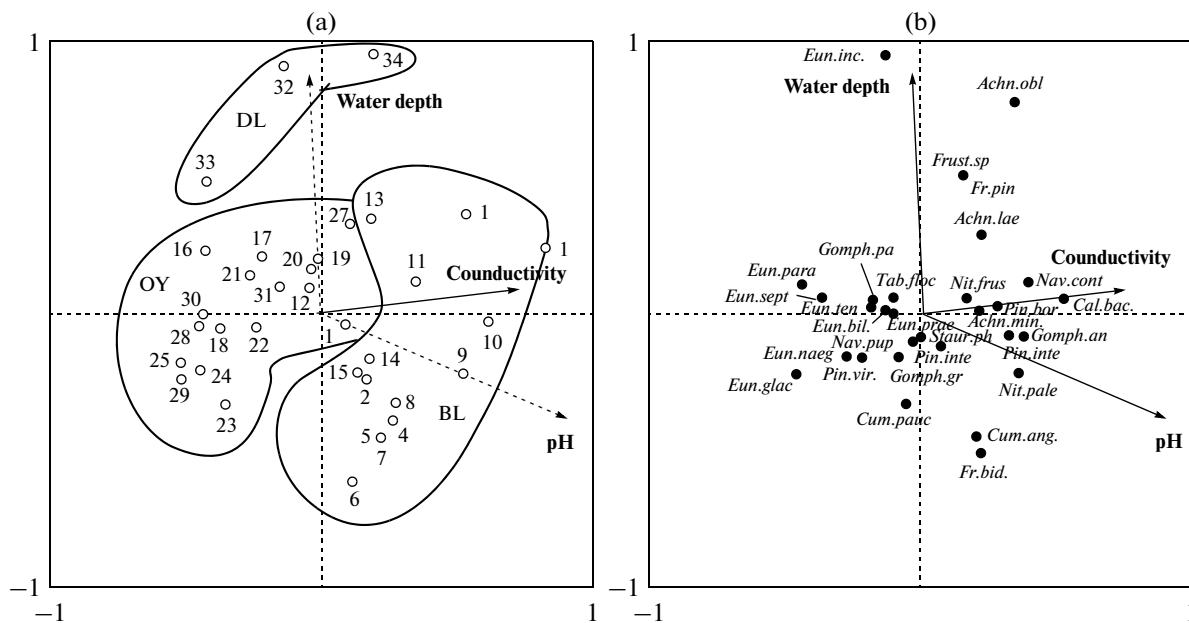 (a)
1
34
32
Water depth
DL
33
13
27
1
16
17
1
20
19
11
21
Counductivity
OY
31
12
30
28
18
22
1
10
14
9
25
24
15
2
29
8
BL
23
5
4
pH
7
6
−1
−1
1
(b)
1
Eun.inc.
Achn.obl
Water depth
Frust.sp
Fr.pin
Achn.lae
Gomph.pa
Counductivity
Eun.para
Tab.floc
Nit.frus
Nav.cont
Eun.sept
Eun.ten
Pin.bor
Cal.bac.
Eun.bil.
Eun.prae
Achn.min.
Nav.pup
Staur.ph
Gomph.an
Eun.naeg
Pin.inte
Pin.inte
Eun.glac
Pin.vir.
Gomph.gr
Nit.pale
Cum.pauc
Cum.ang.
pH
Fr.bid.
−1
−1
1